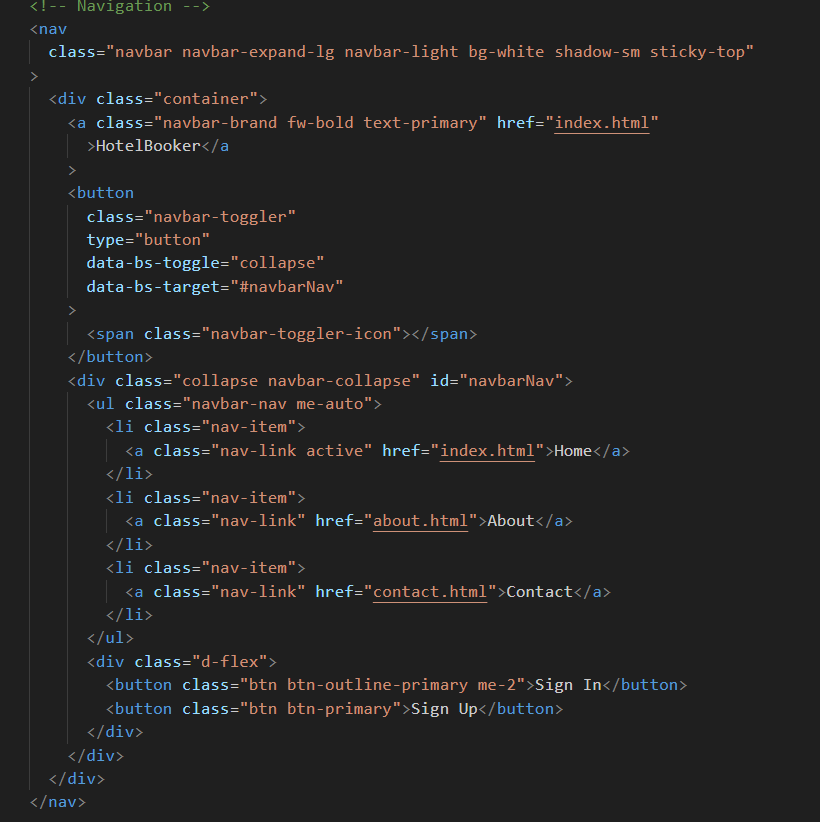 <!-- Navigation -->
<nav
  class="navbar navbar-expand-lg navbar-light bg-white shadow-sm sticky-top"
>
  <div class="container">
    <a class="navbar-brand fw-bold text-primary" href="index.html"
      >HotelBooker</a
    >
    <button
      class="navbar-toggler"
      type="button"
      data-bs-toggle="collapse"
      data-bs-target="#navbarNav"
    >
      <span class="navbar-toggler-icon"></span>
    </button>
    <div class="collapse navbar-collapse" id="navbarNav">
      <ul class="navbar-nav me-auto">
        <li class="nav-item">
          <a class="nav-link active" href="index.html">Home</a>
        </li>
        <li class="nav-item">
          <a class="nav-link" href="about.html">About</a>
        </li>
        <li class="nav-item">
          <a class="nav-link" href="contact.html">Contact</a>
        </li>
      </ul>
      <div class="d-flex">
        <button class="btn btn-outline-primary me-2">Sign In</button>
        <button class="btn btn-primary">Sign Up</button>
      </div>
    </div>
  </div>
</nav>